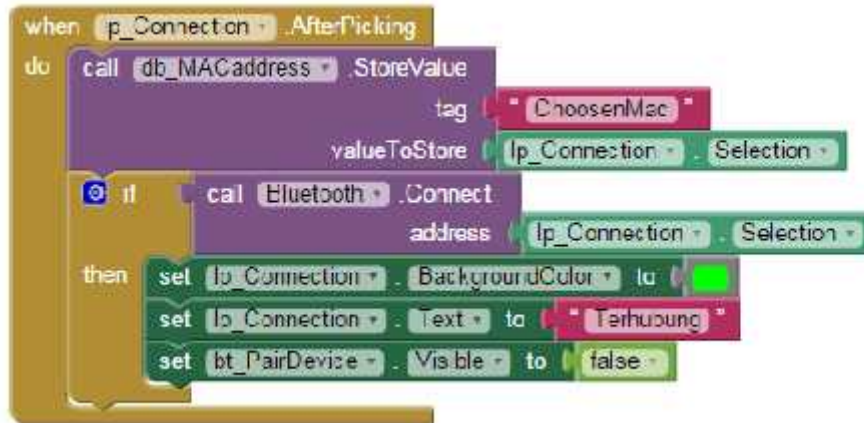 when lp_Connection .AfterPicking
do call db_MACaddress .StoreValue
tag " ChoosenMac "
valueToStore lp_Connection . Selection
if call Bluetooth .Connect
address lp_Connection . Selection
then set lp_Connection . BackgroundColor to
set lp_Connection . Text to " Terhubung "
set bt_PairDevice . Visible to false